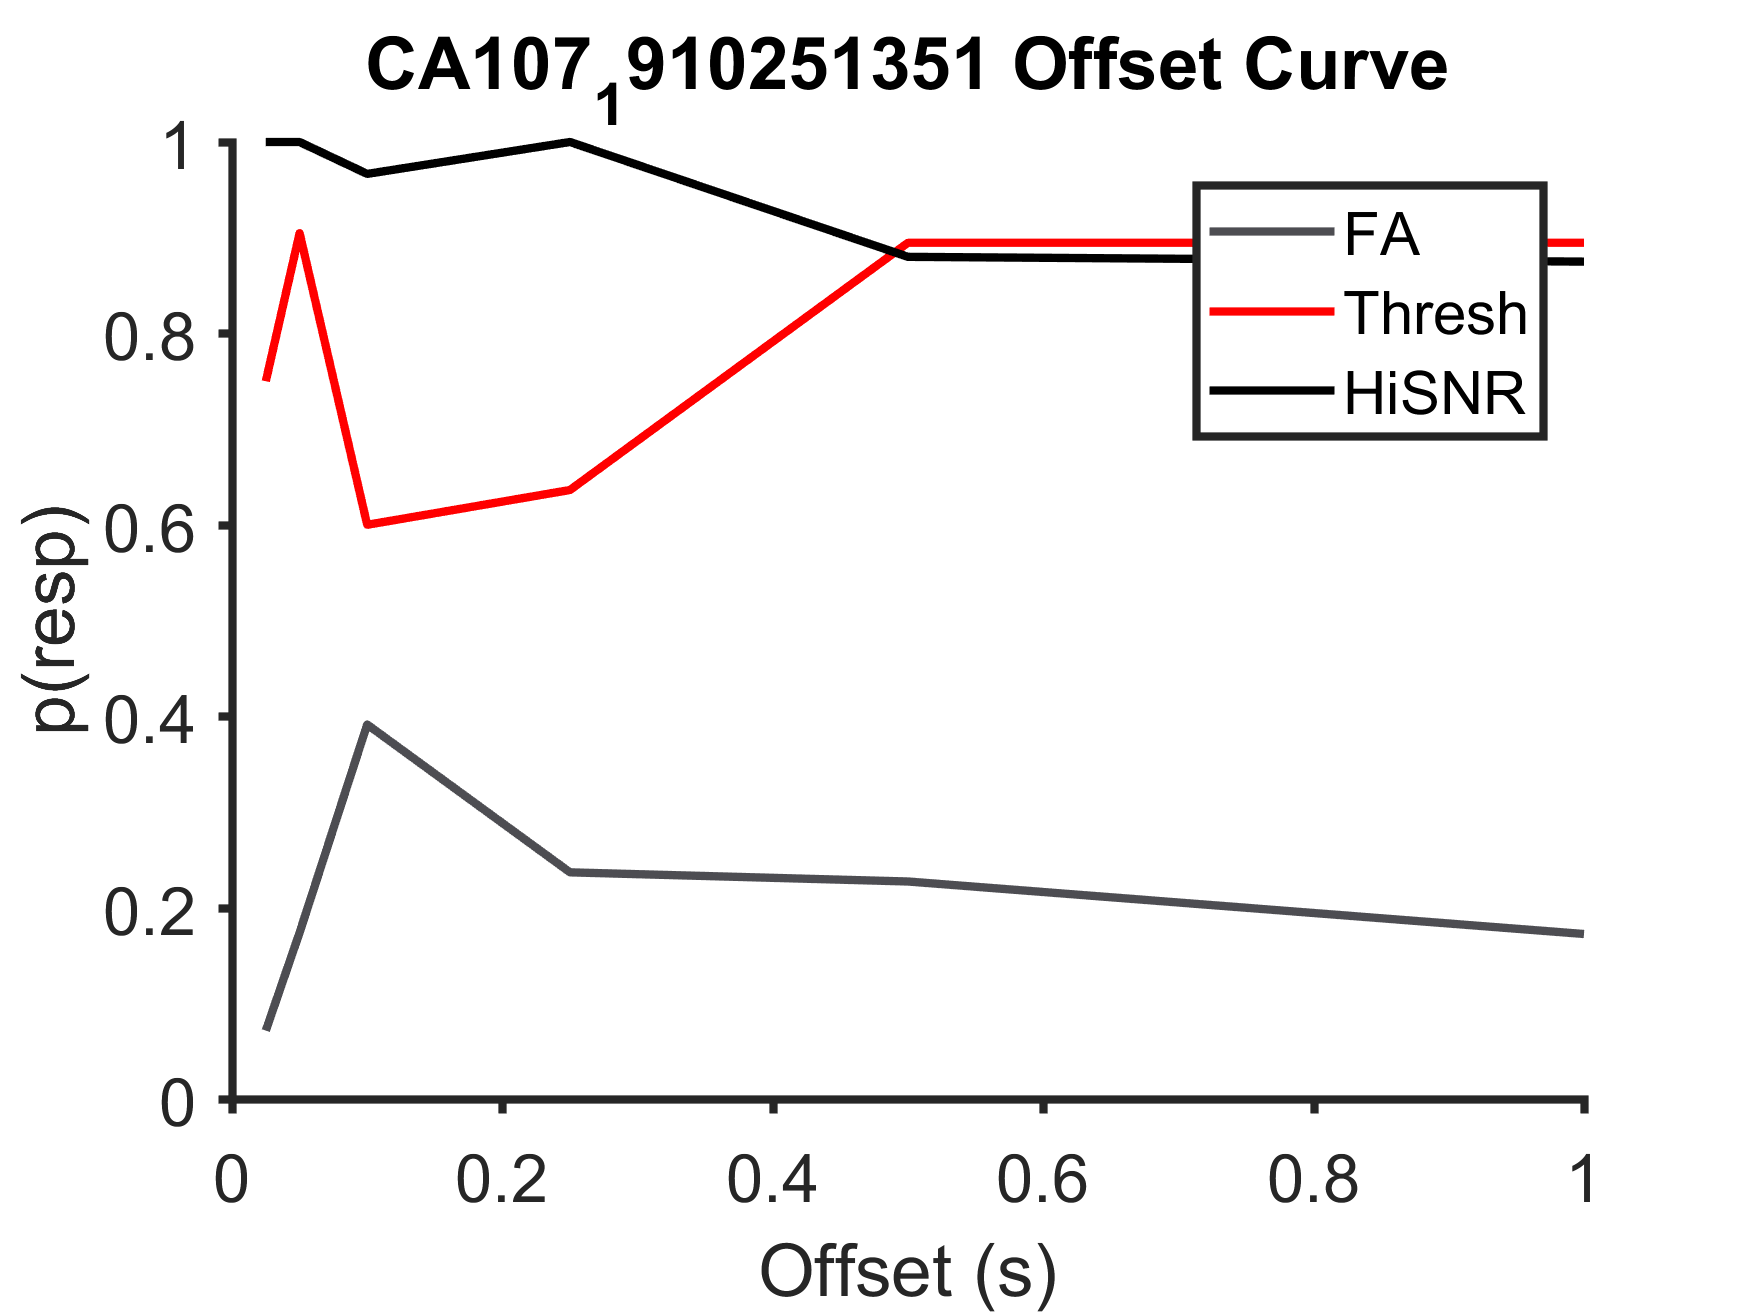 CA107₁910251351 Offset Curve
1
0.8
0.6
0.4
0.2
0
p(resp)
FA
Thresh
HiSNR
0 0.2 0.4 0.6 0.8 1
Offset (s)